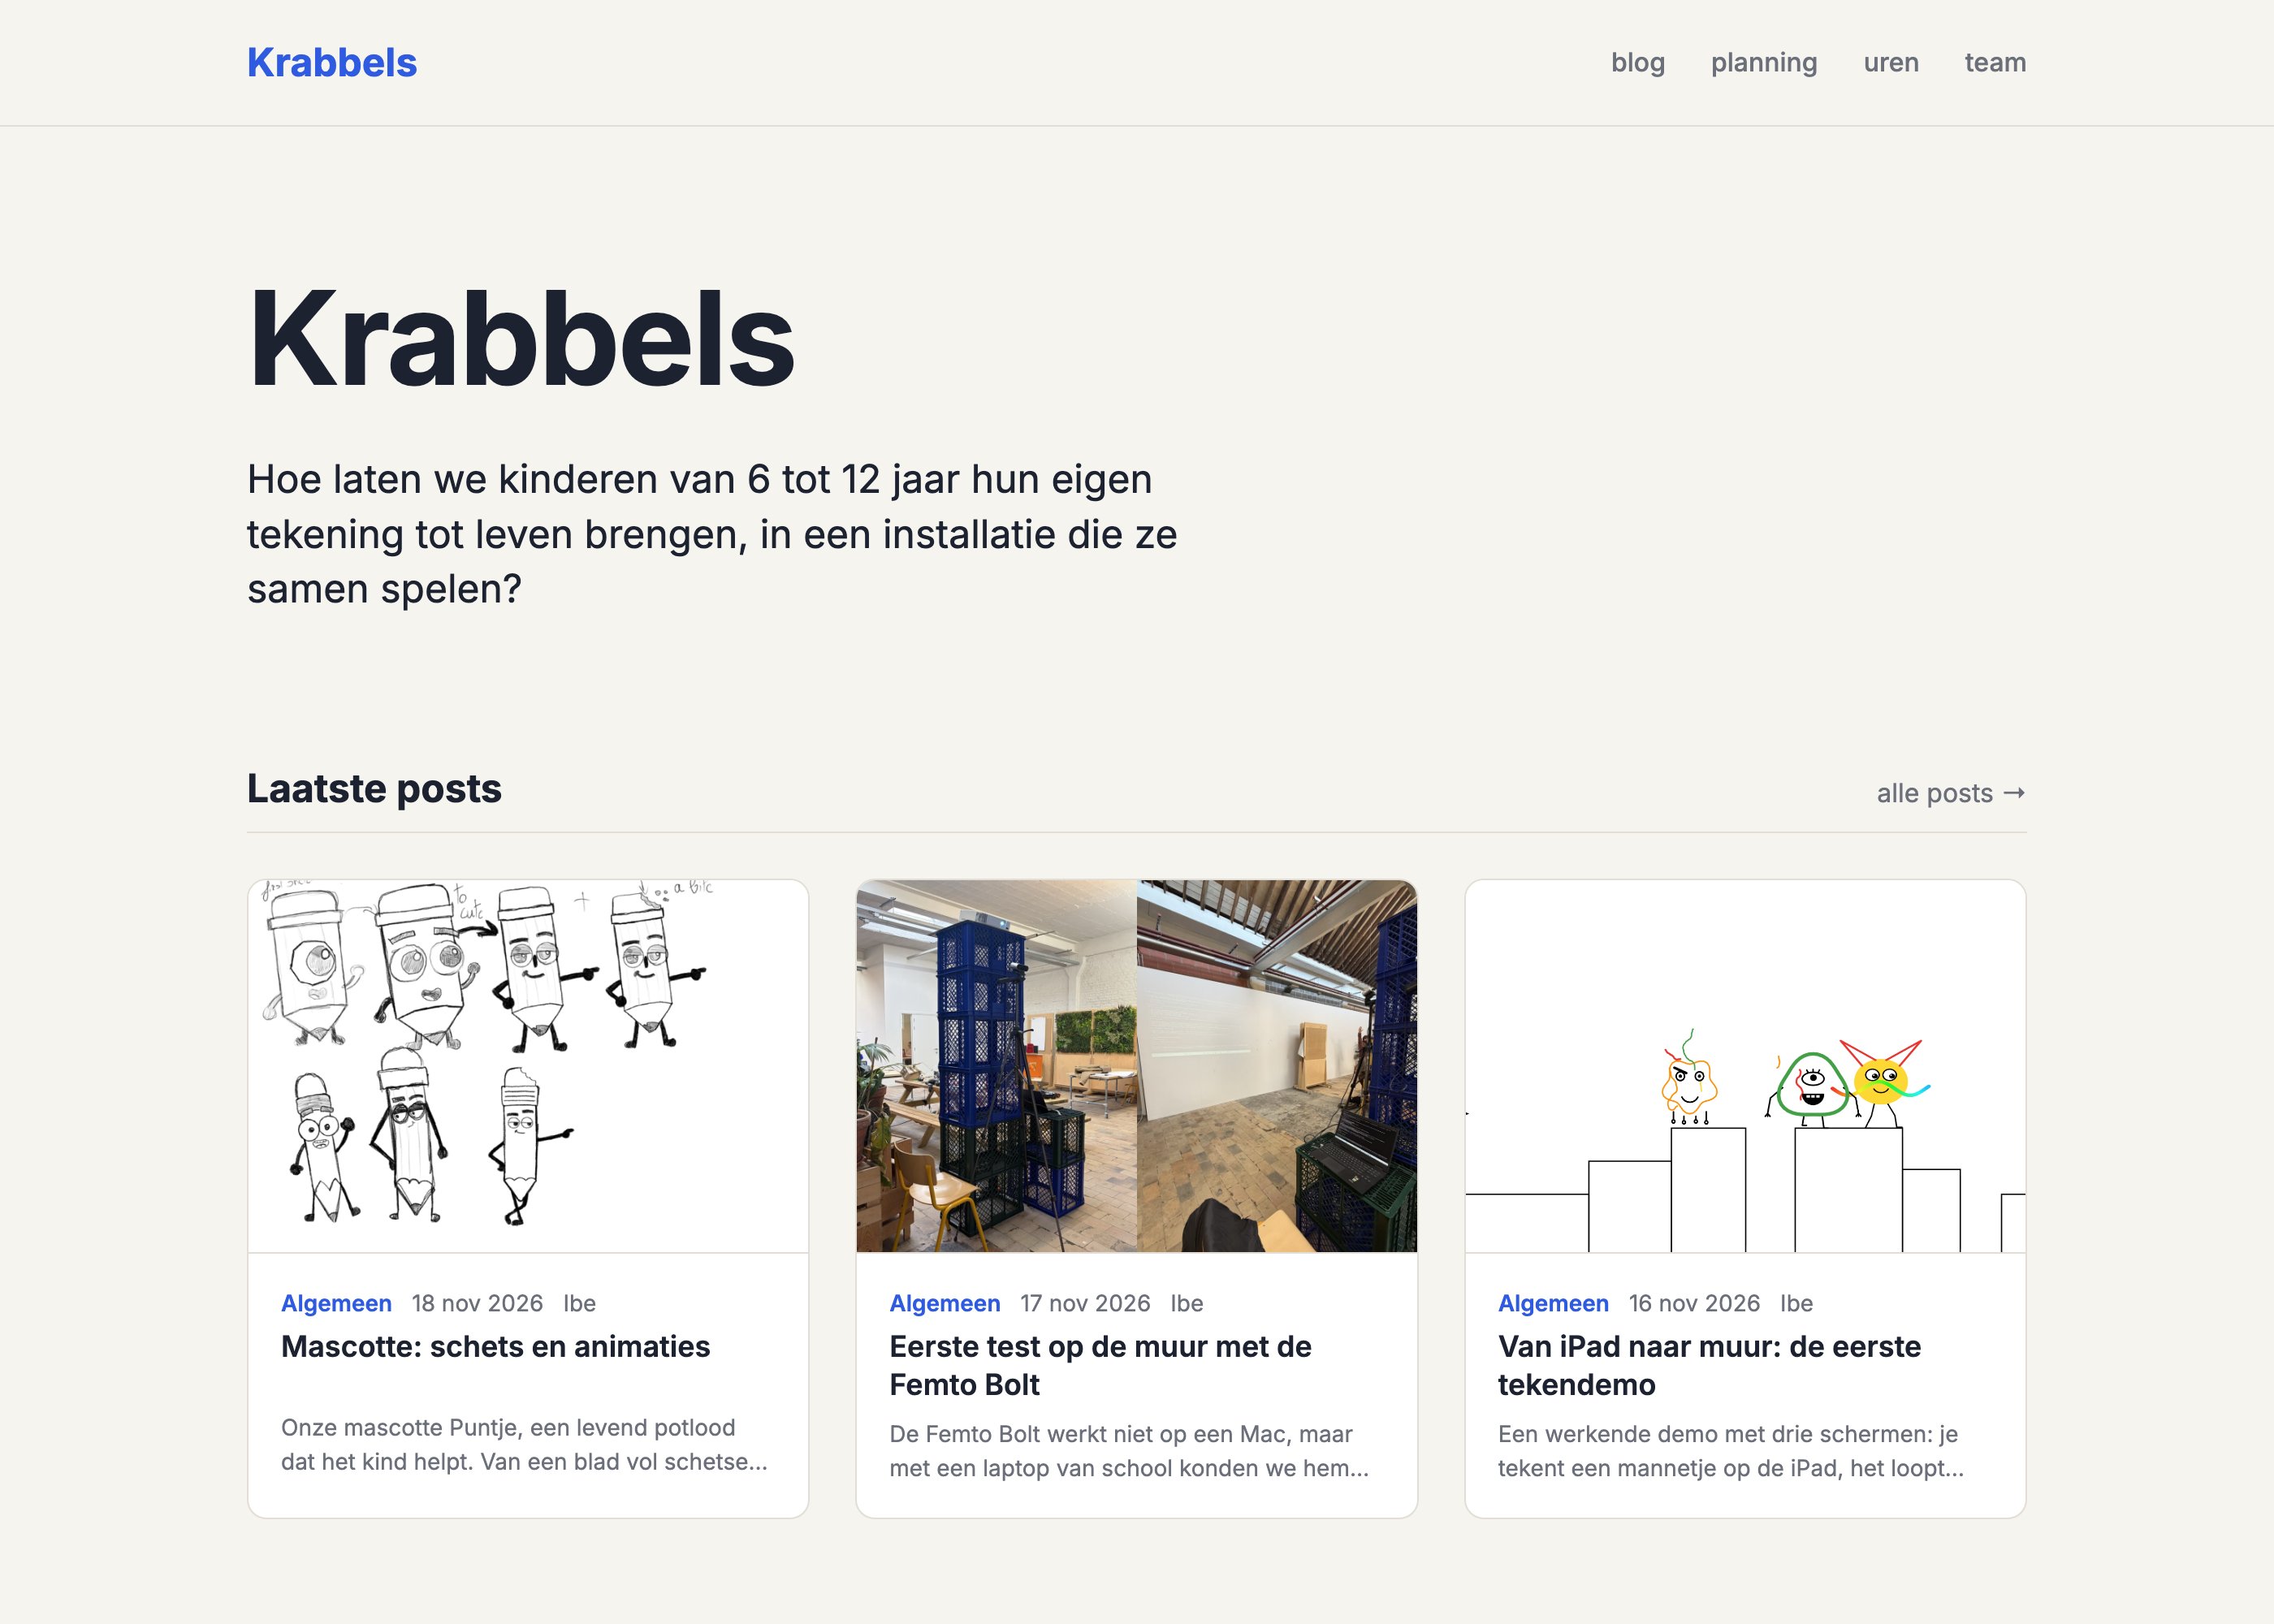 Krabbels
blog planning uren team
Krabbels
Hoe laten we kinderen van 6 tot 12 jaar hun eigen
tekening tot leven brengen, in een installatie die ze
samen spelen?
Laatste posts
alle posts →
to
cute
+
a bite
Algemeen 18 nov 2026 Ibe
Mascotte: schets en animaties
Onze mascotte Puntje, een levend potlood
dat het kind helpt. Van een blad vol schetse...
Algemeen 17 nov 2026 Ibe
Eerste test op de muur met de
Femto Bolt
De Femto Bolt werkt niet op een Mac, maar
met een laptop van school konden we hem...
Algemeen 16 nov 2026 Ibe
Van iPad naar muur: de eerste
tekendemo
Een werkende demo met drie schermen: je
tekent een mannetje op de iPad, het loopt...